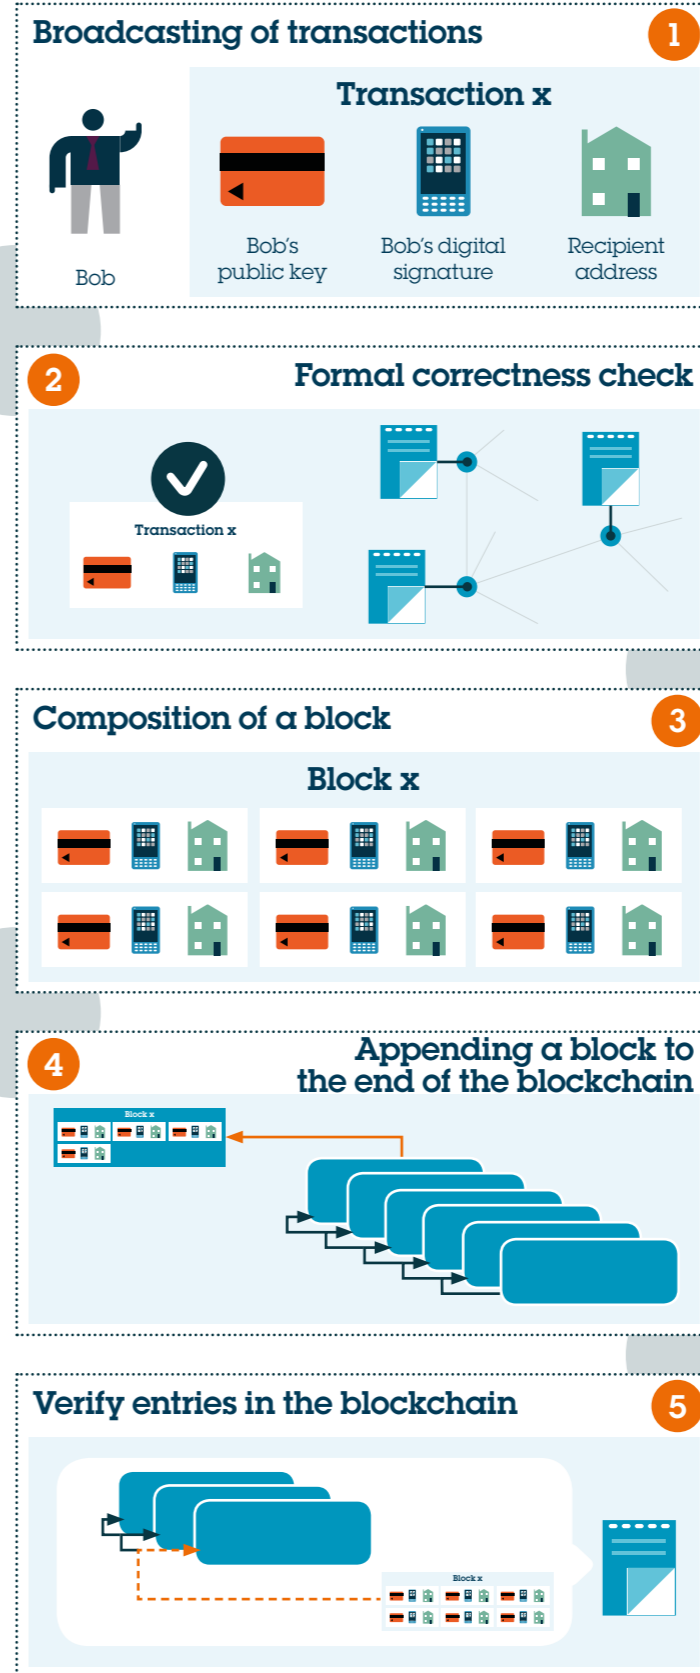 Broadcasting of transactions
1
Transaction x
Bob
Bob's
public key
Bob's digital
signature
Recipient
address
2
Formal correctness check
Transaction x
Composition of a block
3
Block x
4
Appending a block to
the end of the blockchain
Block x
Verify entries in the blockchain
5
Block x